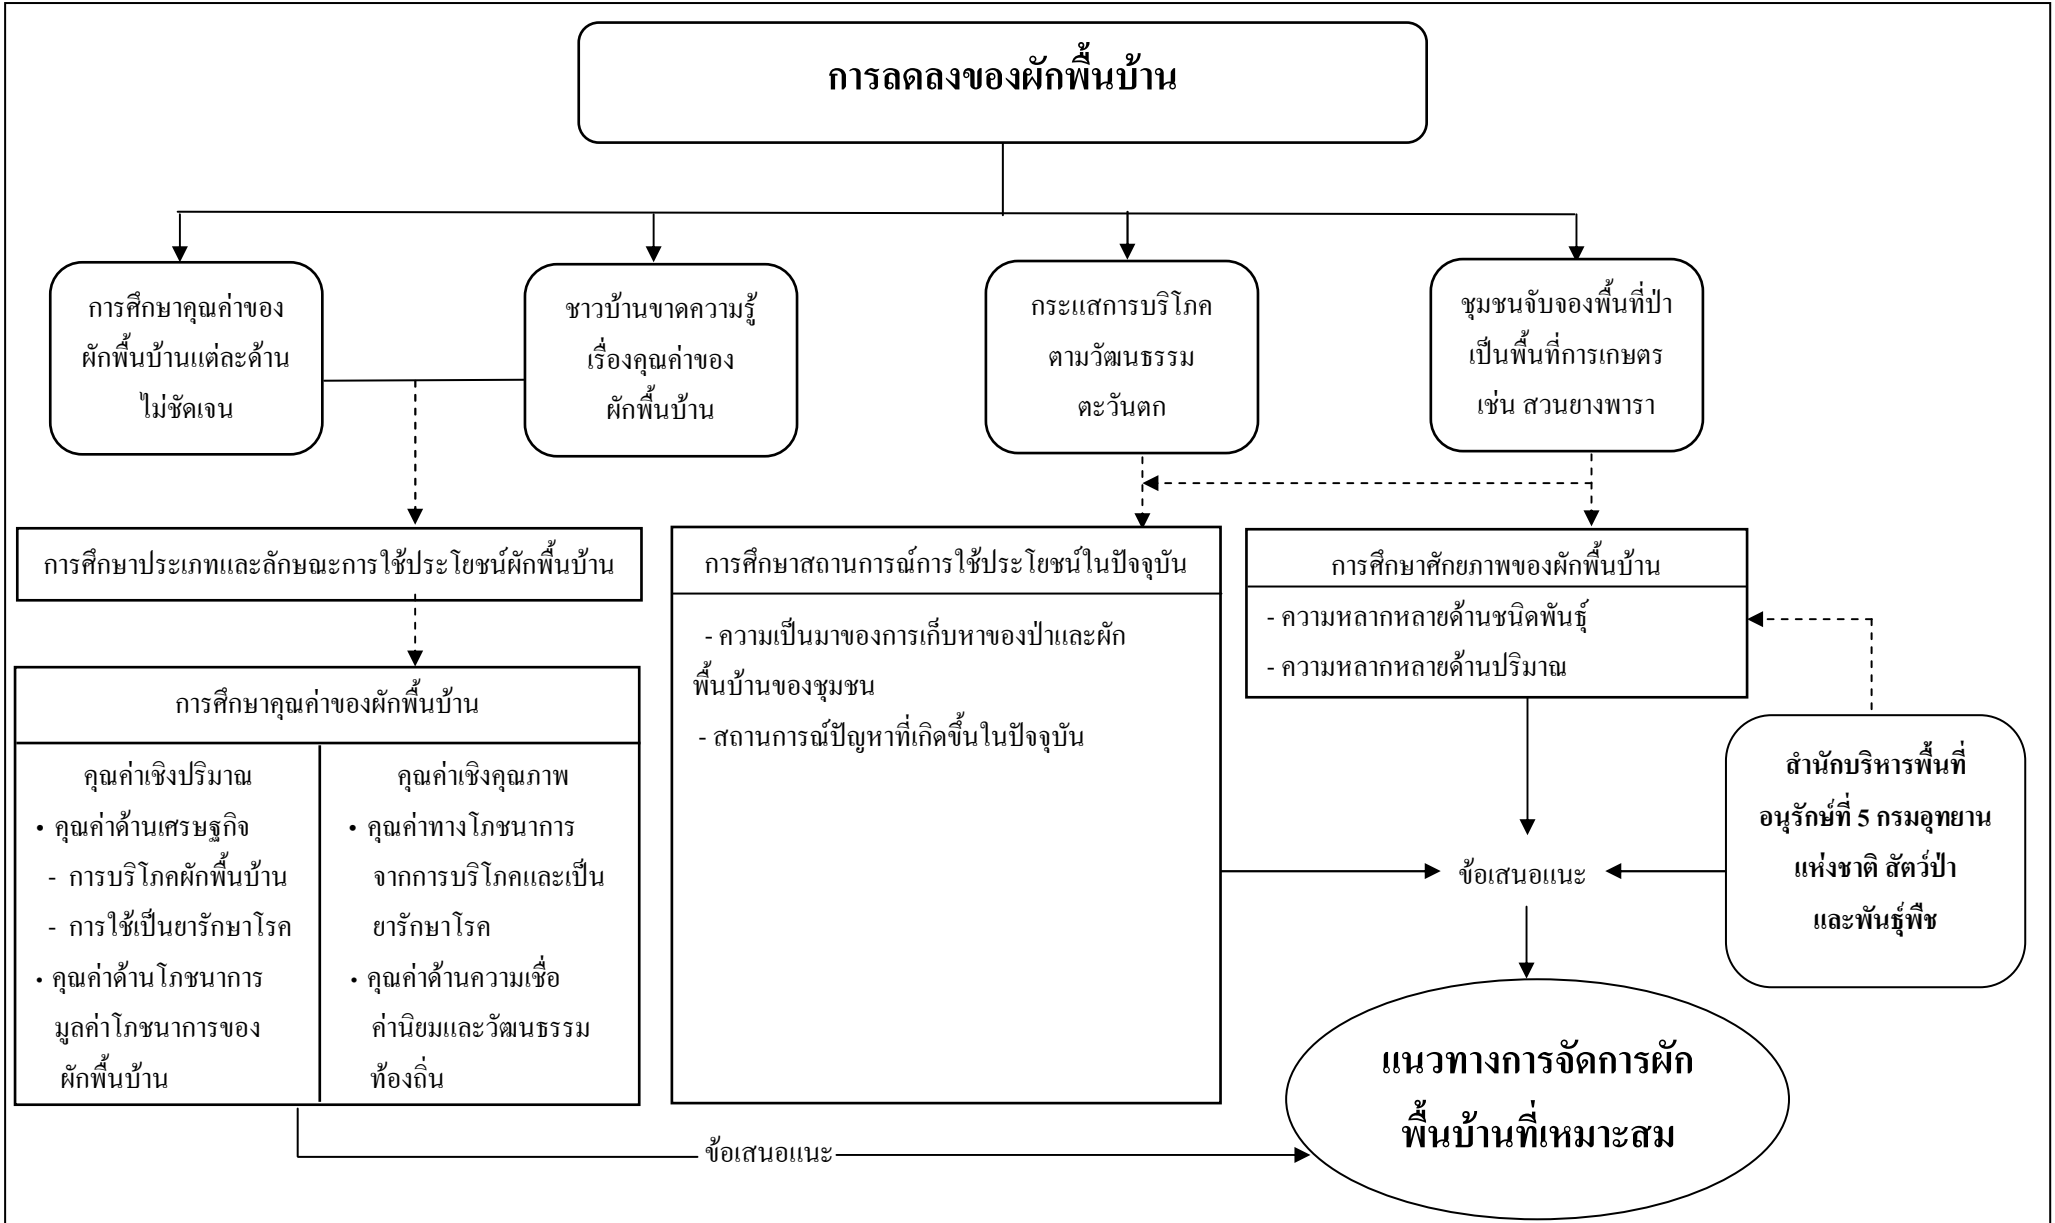 การลดลงของผักพื้นบ้าน
การศึกษาคุณค่าของ
ผักพื้นบ้านแต่ละด้าน
ไม่ชัดเจน
ชาวบ้านขาดความรู้
เรื่องคุณค่าของ
ผักพื้นบ้าน
กระแสการบริโภค
ตามวัฒนธรรม
ตะวันตก
ชุมชนจับจองพื้นที่ป่า
เป็นพื้นที่การเกษตร
เช่น สวนยางพารา
การศึกษาประเภทและลักษณะการใช้ประโยชน์ผักพื้นบ้าน
การศึกษาคุณค่าของผักพื้นบ้าน
คุณค่าเชิงปริมาณ
• คุณค่าด้านเศรษฐกิจ
- การบริโภคผักพื้นบ้าน
- การใช้เป็นยารักษาโรค
• คุณค่าด้านโภชนาการ
มูลค่าโภชนาการของ
ผักพื้นบ้าน
คุณค่าเชิงคุณภาพ
• คุณค่าทางโภชนาการ
จากการบริโภคและเป็น
ยารักษาโรค
• คุณค่าด้านความเชื่อ
ค่านิยมและวัฒนธรรม
ท้องถิ่น
การศึกษาสถานการณ์การใช้ประโยชน์ในปัจจุบัน
- ความเป็นมาของการเก็บหาของป่าและผัก
พื้นบ้านของชุมชน
- สถานการณ์ปัญหาที่เกิดขึ้นในปัจจุบัน
การศึกษาศักยภาพของผักพื้นบ้าน
- ความหลากหลายด้านชนิดพันธุ์
- ความหลากหลายด้านปริมาณ
สำนักบริหารพื้นที่
อนุรักษ์ที่ 5 กรมอุทยาน
แห่งชาติ สัตว์ป่า
และพันธุ์พืช
ข้อเสนอแนะ
แนวทางการจัดการผัก
พื้นบ้านที่เหมาะสม
ข้อเสนอแนะ